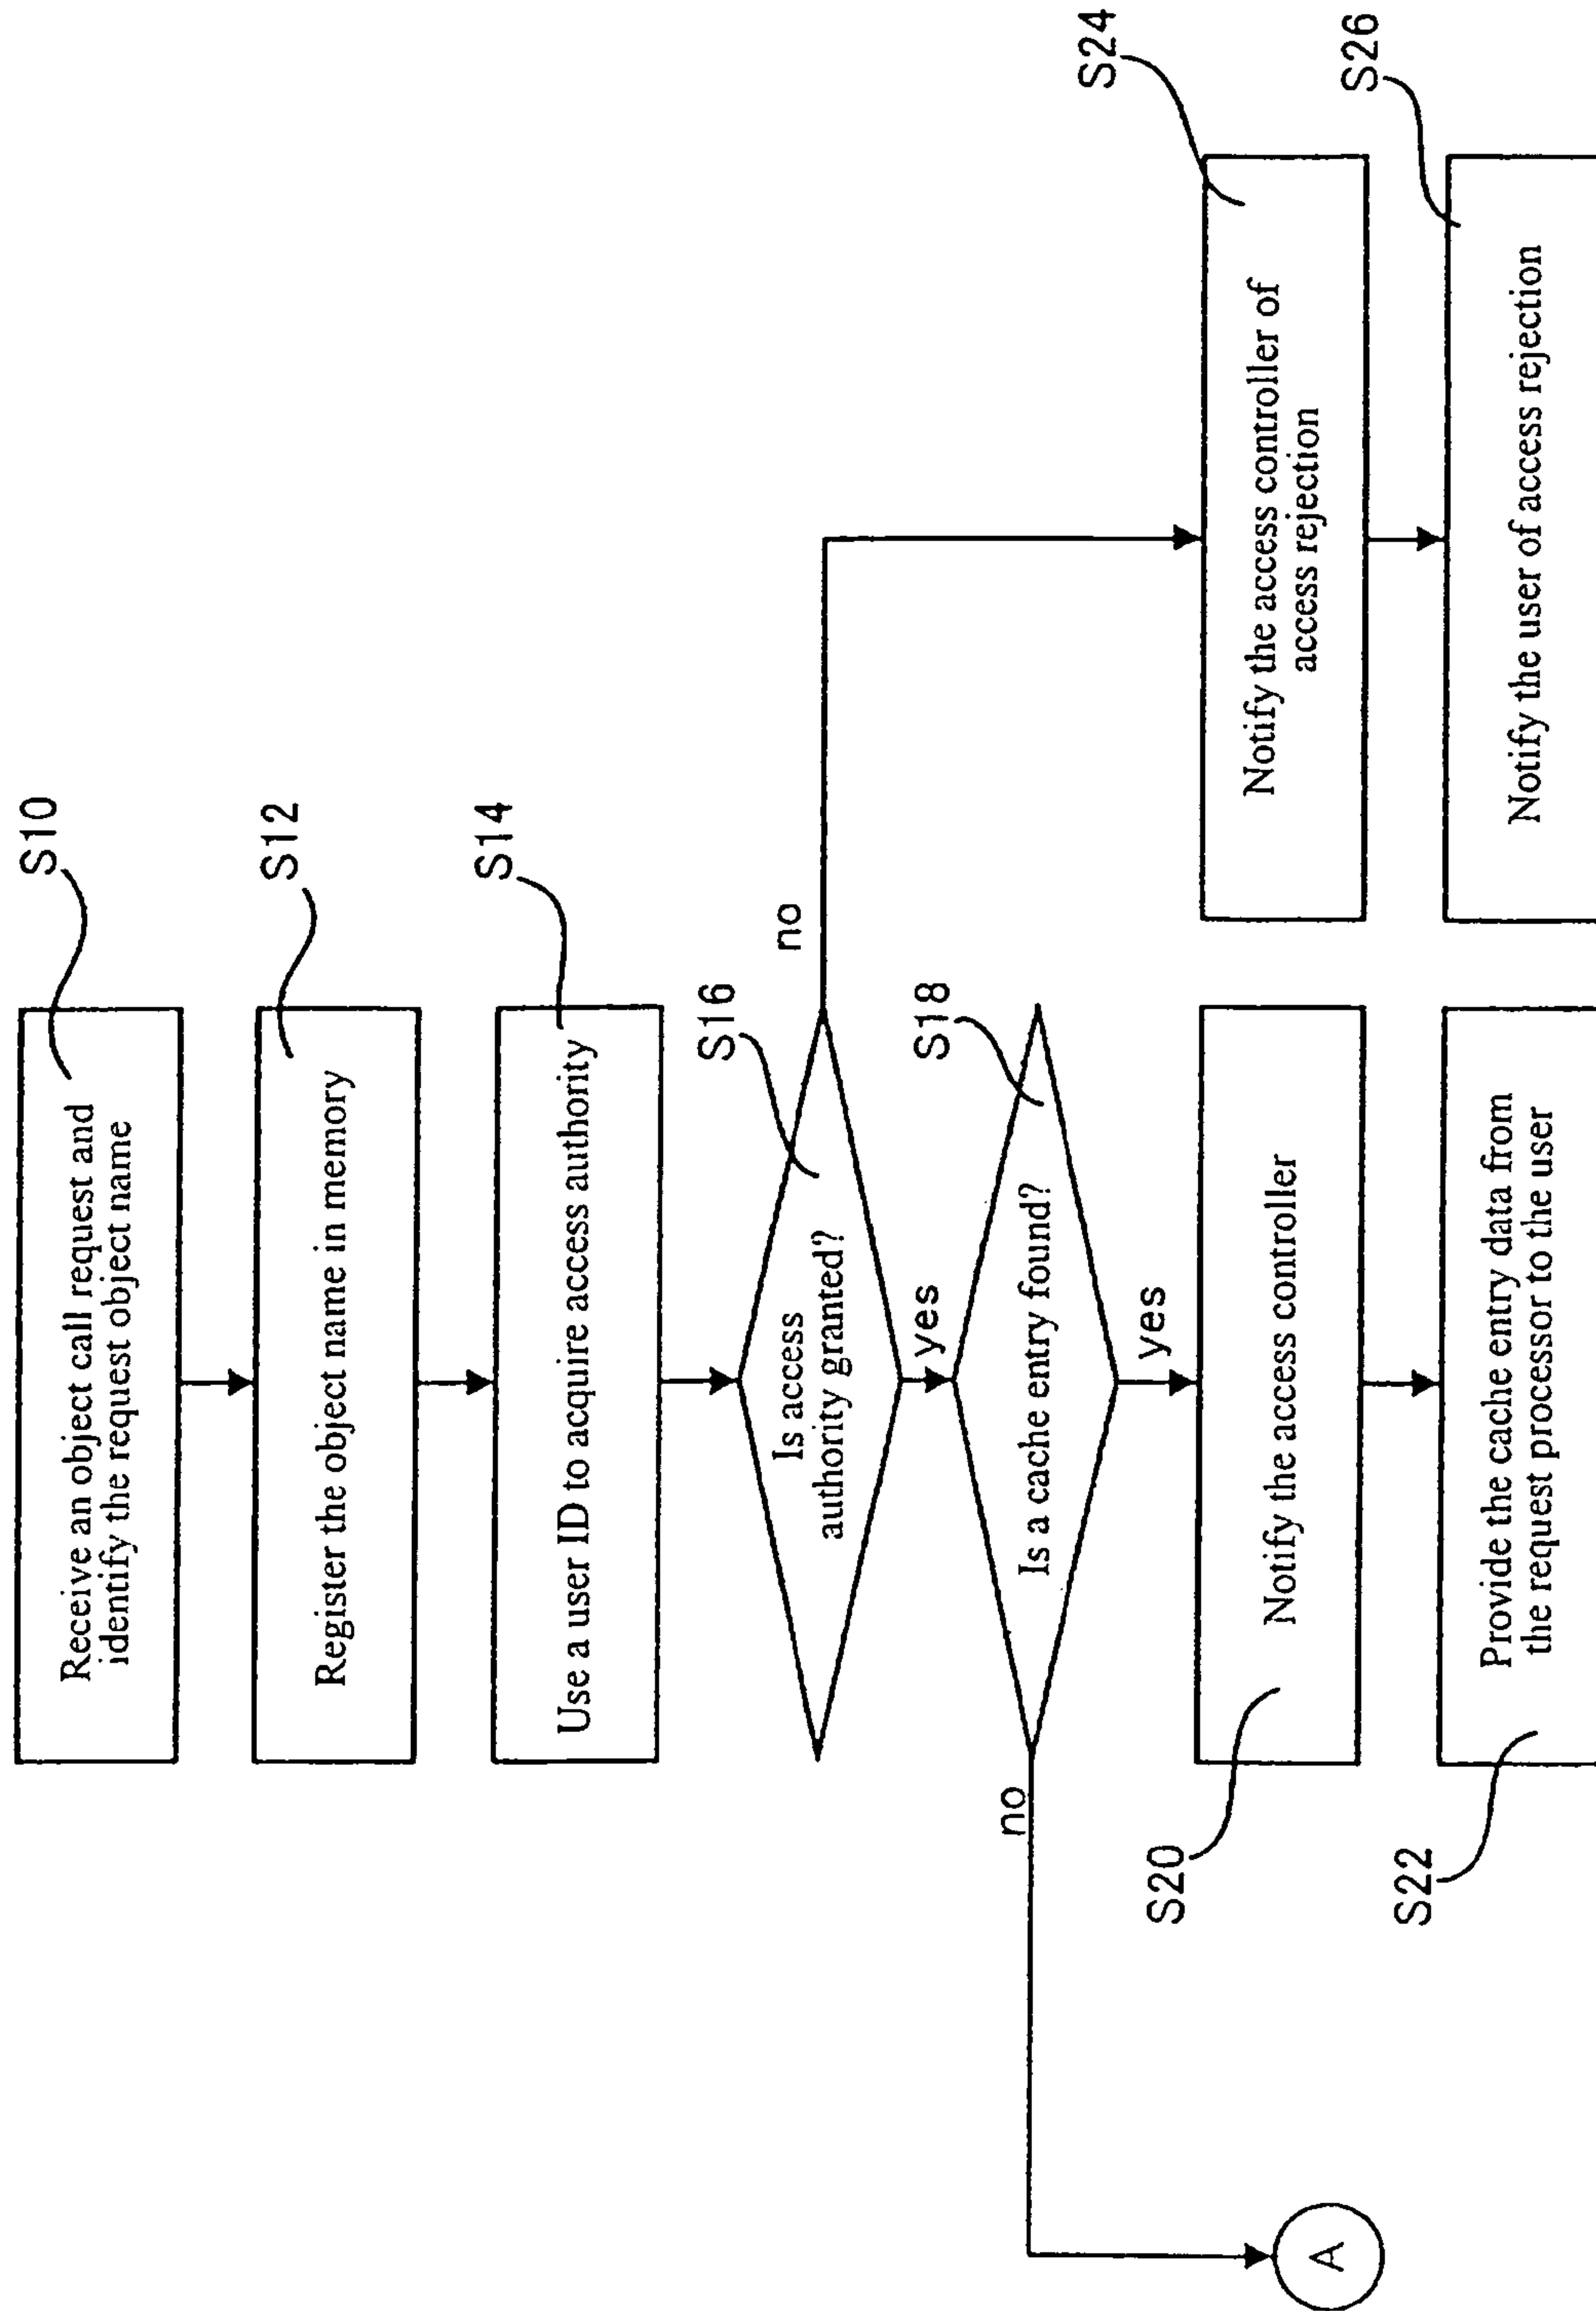 S10
Receive an object call request and
identify the request object name
S12
Register the object name in memory
S14
Use a user ID to acquire access authority
S16
Is access
authority granted?
no
yes
S18
Is a cache entry found?
no
yes
S20
Notify the access controller
S22
Provide the cache entry data from
the request processor to the user
S24
Notify the access controller of
access rejection
S26
Notify the user of access rejection
A